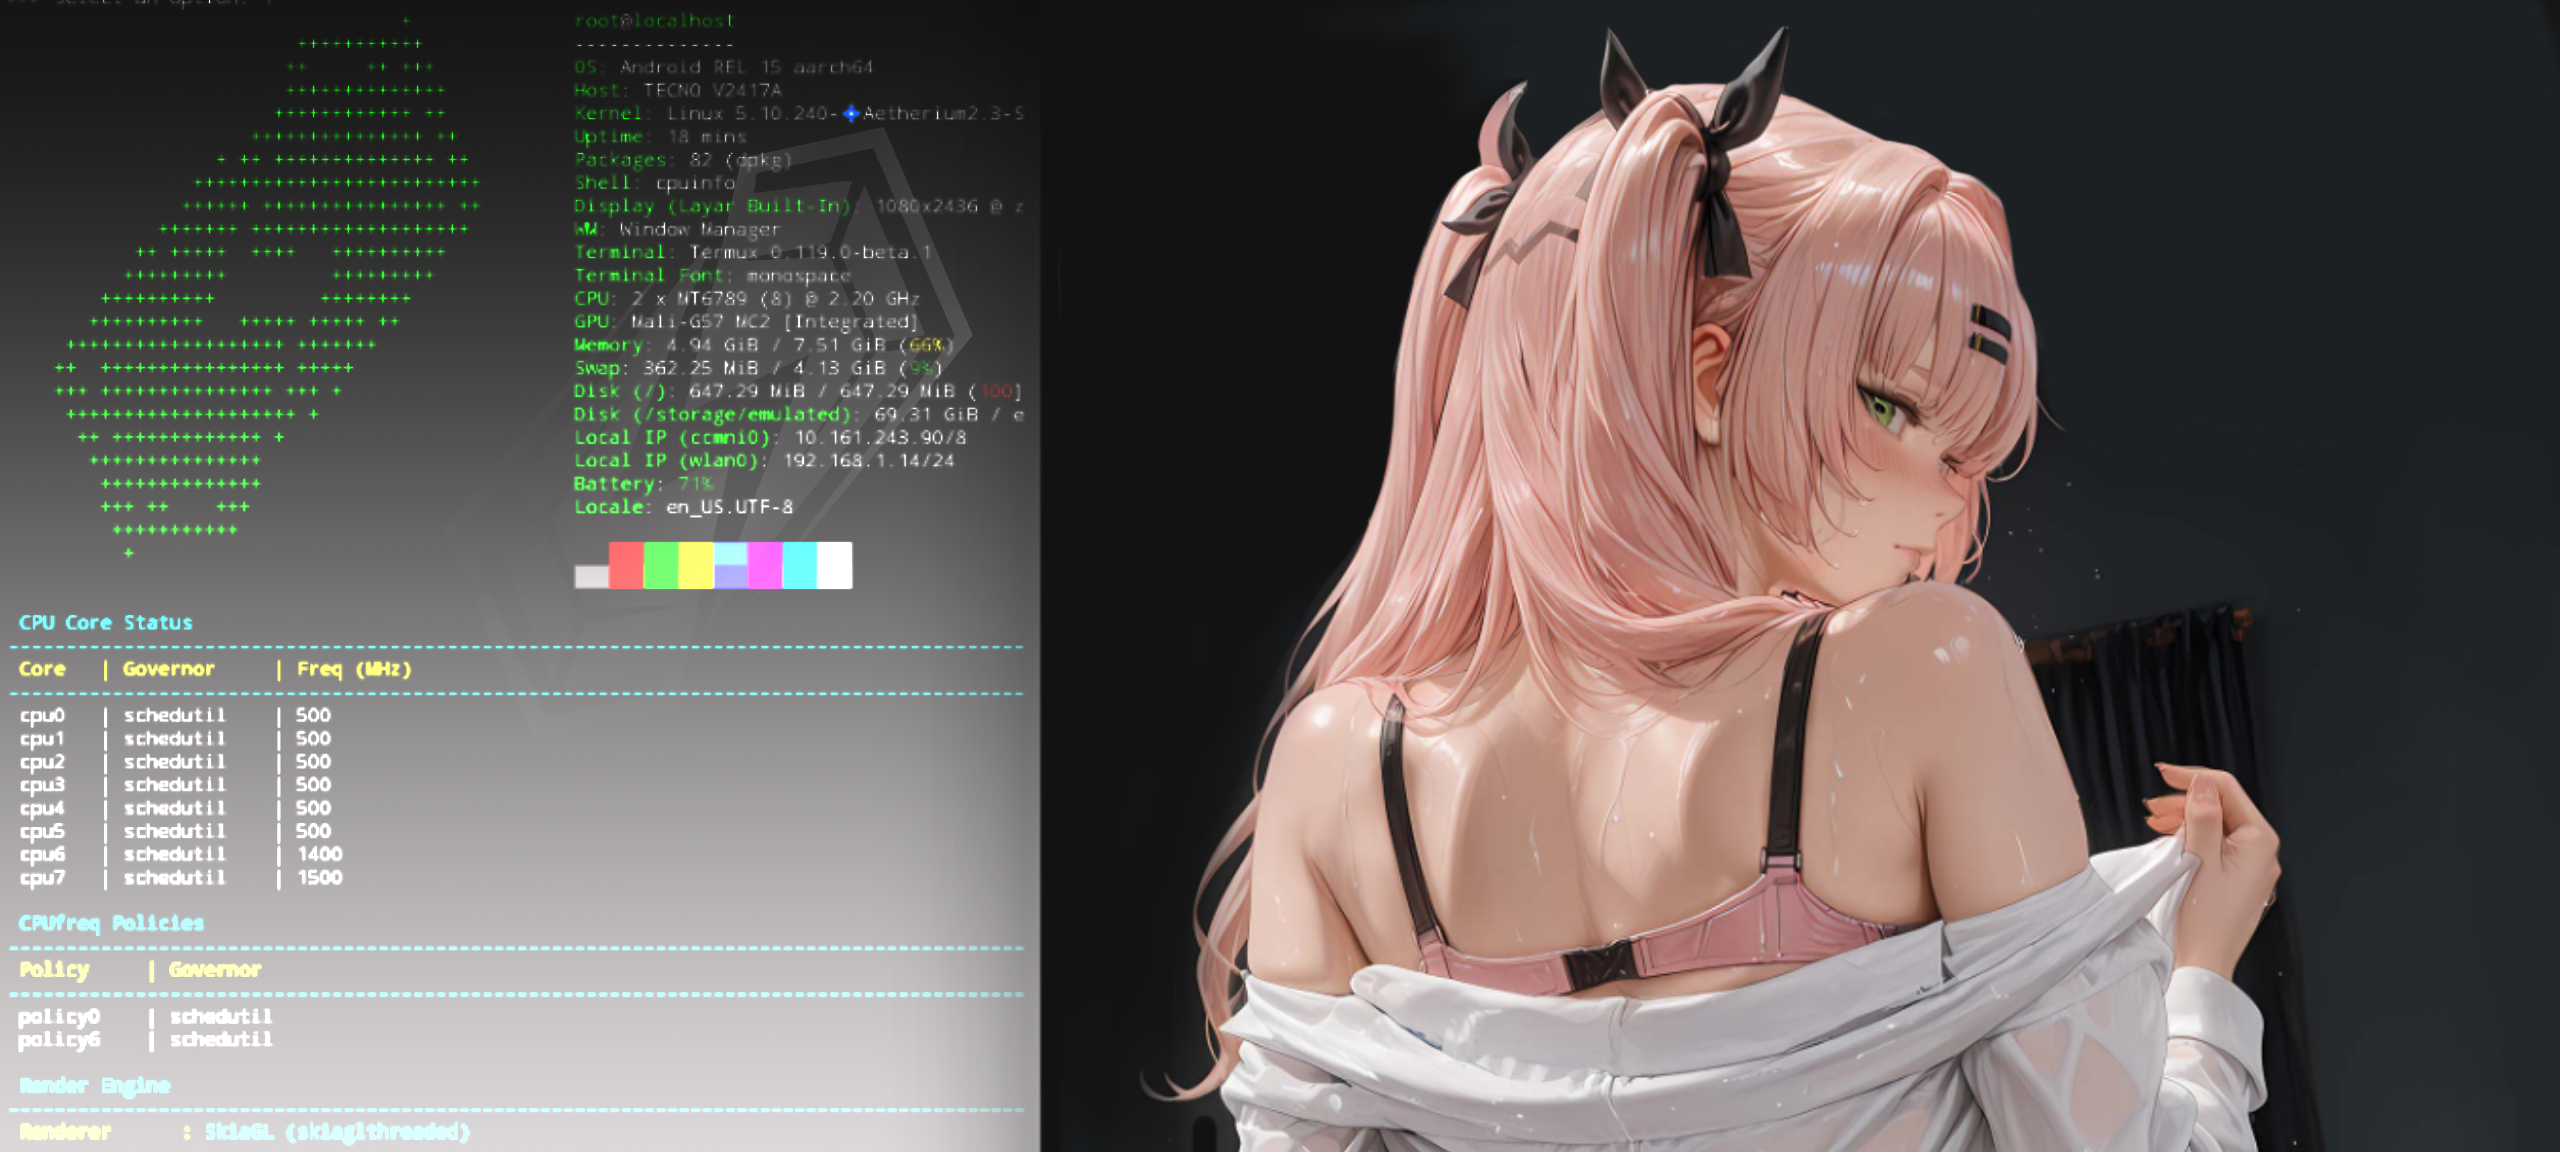 root@localhost
--------------
OS: Android REL 15 aarch64
Host: TECNO V2417A
Kernel: Linux 5.10.240-💠Aetherium2.3-S
Uptime: 18 mins
Packages: 82 (dpkg)
Shell: cpuinfo
Display (Layar Built-In): 1080x2436 @ z
WM: Window Manager
Terminal: Termux 0.119.0-beta.1
Terminal Font: monospace
CPU: 2 x MT6789 (8) @ 2.20 GHz
GPU: Mali-G57 MC2 [Integrated]
Memory: 4.94 GiB / 7.51 GiB (66%)
Swap: 362.25 MiB / 4.13 GiB (9%)
Disk (/): 647.29 MiB / 647.29 MiB (100]
Disk (/storage/emulated): 69.31 GiB / e
Local IP (ccmni0): 10.161.243.90/8
Local IP (wlan0): 192.168.1.14/24
Battery: 71%
Locale: en_US.UTF-8
CPU Core Status
Core | Governor | Freq (MHz)
cpu0 | schedutil | 500
cpu1 | schedutil | 500
cpu2 | schedutil | 500
cpu3 | schedutil | 500
cpu4 | schedutil | 500
cpu5 | schedutil | 500
cpu6 | schedutil | 1400
cpu7 | schedutil | 1500
CPUfreq Policies
Policy | Governor
policy0 | schedutil
policy6 | schedutil
Render Engine
Renderer : SkiaGL (skiaglthreaded)